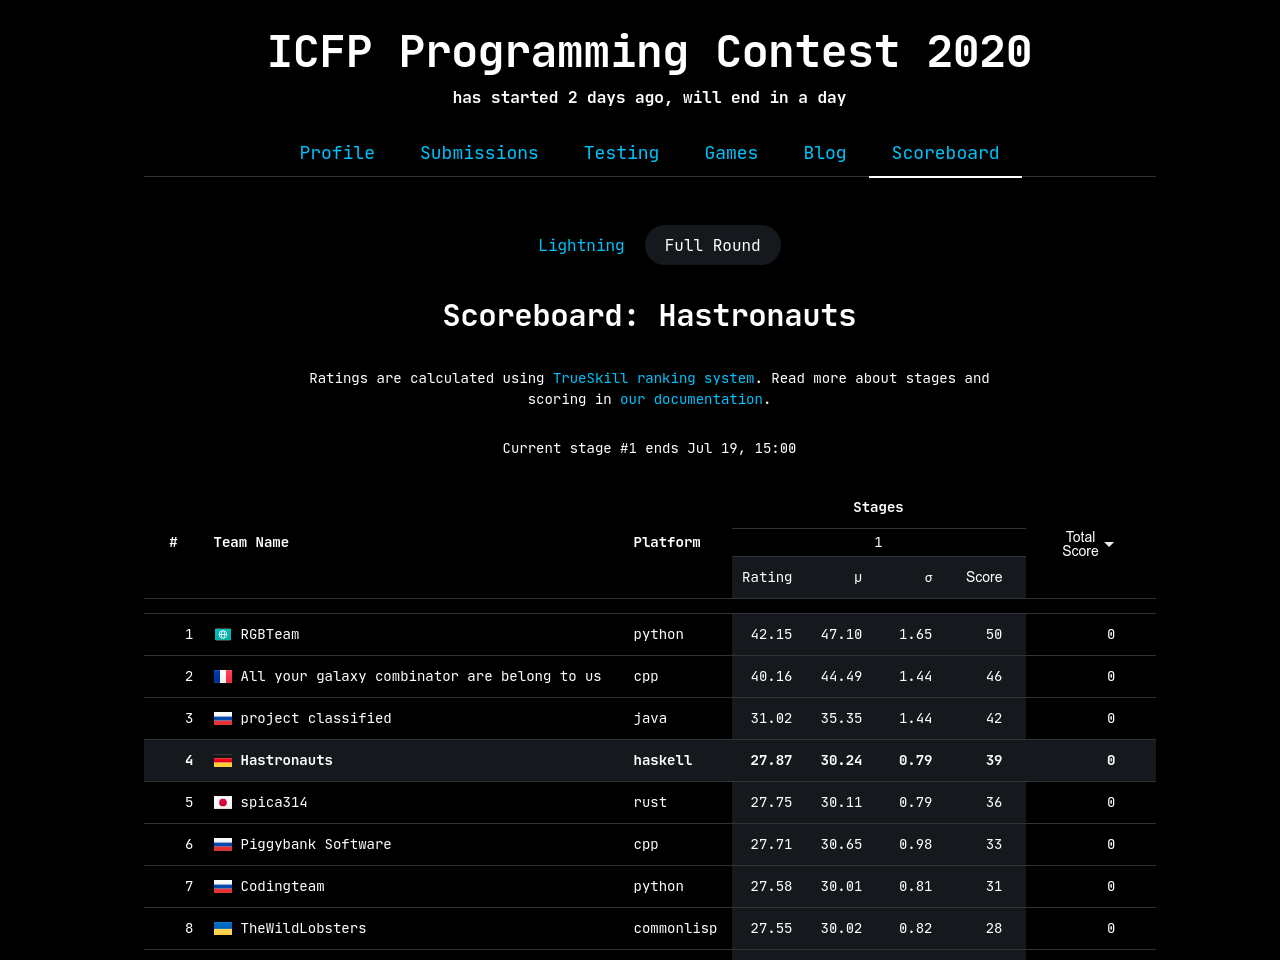 ICFP Programming Contest 2020
has started 2 days ago, will end in a day
Profile Submissions Testing Games Blog Scoreboard
Lightning Full Round
Scoreboard: Hastronauts
Ratings are calculated using TrueSkill ranking system. Read more about stages and
scoring in our documentation.
Current stage #1 ends Jul 19, 15:00
Stages
# Team Name Platform 1 Total Score
Rating μ σ Score
1 RGBTeam python 42.15 47.10 1.65 50 0
2 All your galaxy combinator are belong to us cpp 40.16 44.49 1.44 46 0
3 project classified java 31.02 35.35 1.44 42 0
4 Hastronauts haskell 27.87 30.24 0.79 39 0
5 spica314 rust 27.75 30.11 0.79 36 0
6 Piggybank Software cpp 27.71 30.65 0.98 33 0
7 Codingteam python 27.58 30.01 0.81 31 0
8 TheWildLobsters commonlisp 27.55 30.02 0.82 28 0